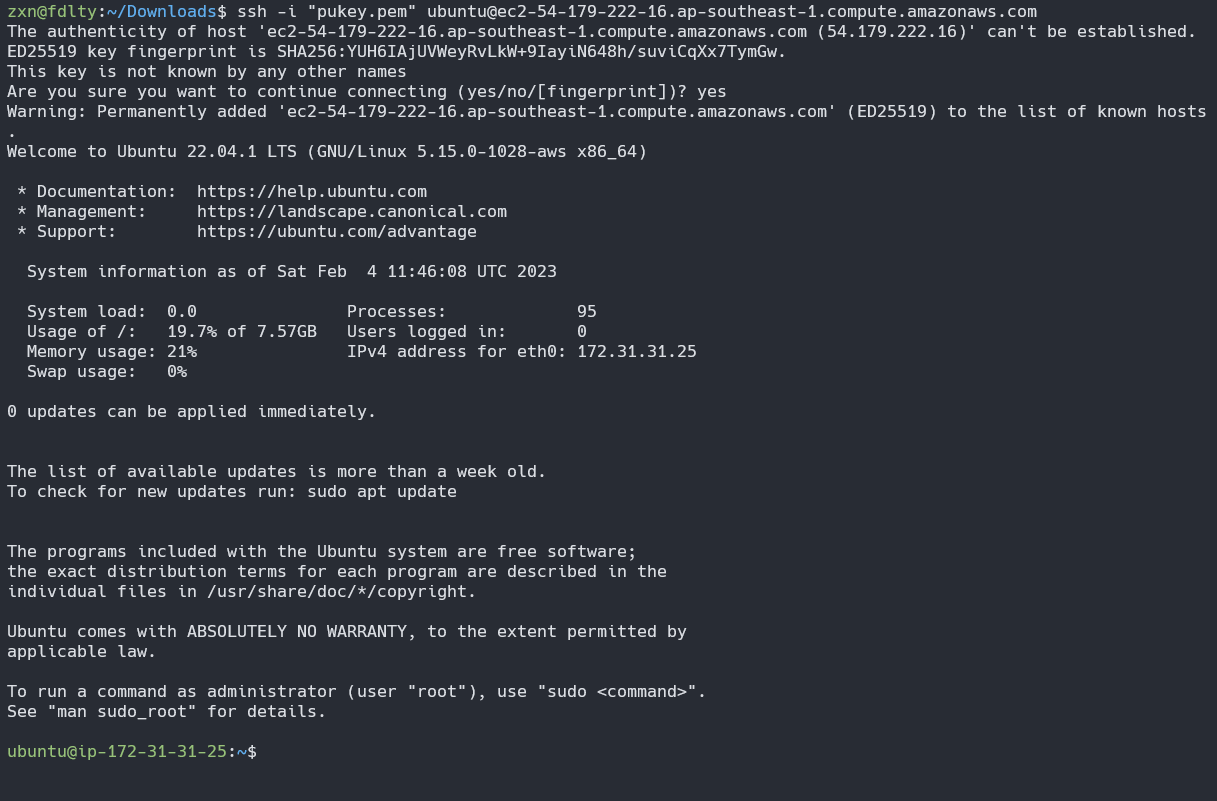 zxn@fdlty:~/Downloads$ ssh -i "pukey.pem" ubuntu@ec2-54-179-222-16.ap-southeast-1.compute.amazonaws.com
The authenticity of host 'ec2-54-179-222-16.ap-southeast-1.compute.amazonaws.com (54.179.222.16)' can't be established.
ED25519 key fingerprint is SHA256:YUH6IAjUVWeyRvLkW+9IayiN648h/suviCqXx7TymGw.
This key is not known by any other names
Are you sure you want to continue connecting (yes/no/[fingerprint])? yes
Warning: Permanently added 'ec2-54-179-222-16.ap-southeast-1.compute.amazonaws.com' (ED25519) to the list of known hosts
.
Welcome to Ubuntu 22.04.1 LTS (GNU/Linux 5.15.0-1028-aws x86_64)

 * Documentation:  https://help.ubuntu.com
 * Management:     https://landscape.canonical.com
 * Support:        https://ubuntu.com/advantage

  System information as of Sat Feb  4 11:46:08 UTC 2023

  System load:  0.0               Processes:             95
  Usage of /:   19.7% of 7.57GB   Users logged in:       0
  Memory usage: 21%               IPv4 address for eth0: 172.31.31.25
  Swap usage:   0%

0 updates can be applied immediately.

The list of available updates is more than a week old.
To check for new updates run: sudo apt update

The programs included with the Ubuntu system are free software;
the exact distribution terms for each program are described in the
individual files in /usr/share/doc/*/copyright.

Ubuntu comes with ABSOLUTELY NO WARRANTY, to the extent permitted by
applicable law.

To run a command as administrator (user "root"), use "sudo <command>".
See "man sudo_root" for details.

ubuntu@ip-172-31-31-25:~$